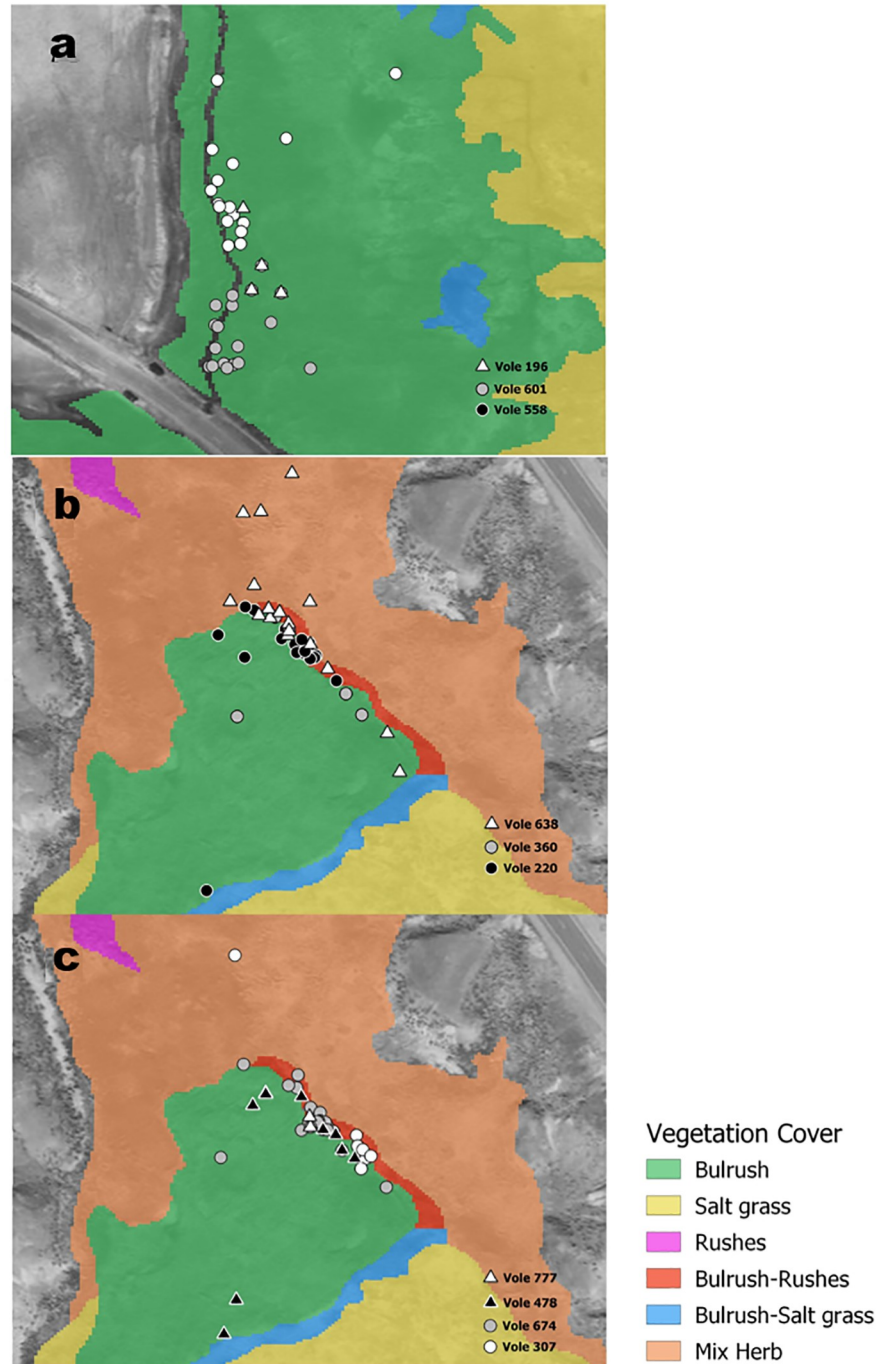 a
Vole 196
Vole 601
Vole 558
b
Vole 638
Vole 360
Vole 220
c
Vole 777
Vole 478
Vole 674
Vole 307
Vegetation Cover
Bulrush
Salt grass
Rushes
Bulrush-Rushes
Bulrush-Salt grass
Mix Herb